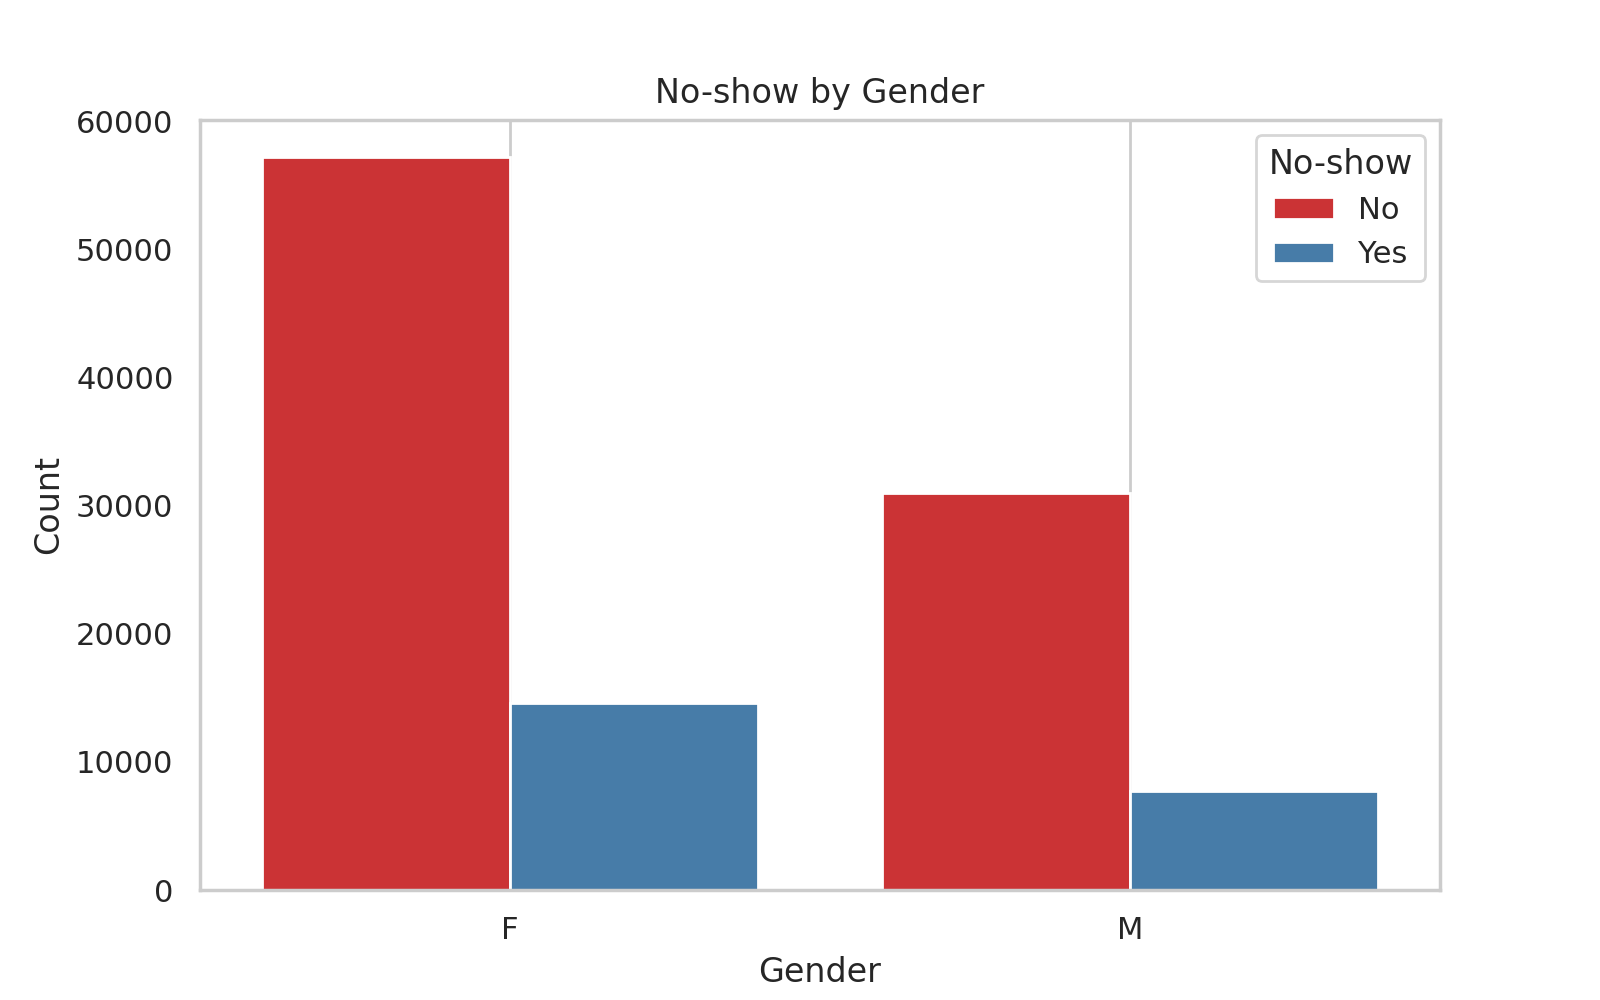 No-show by Gender
60000
50000
40000
30000
20000
10000
0
Count
No-show
No
Yes
F
M
Gender